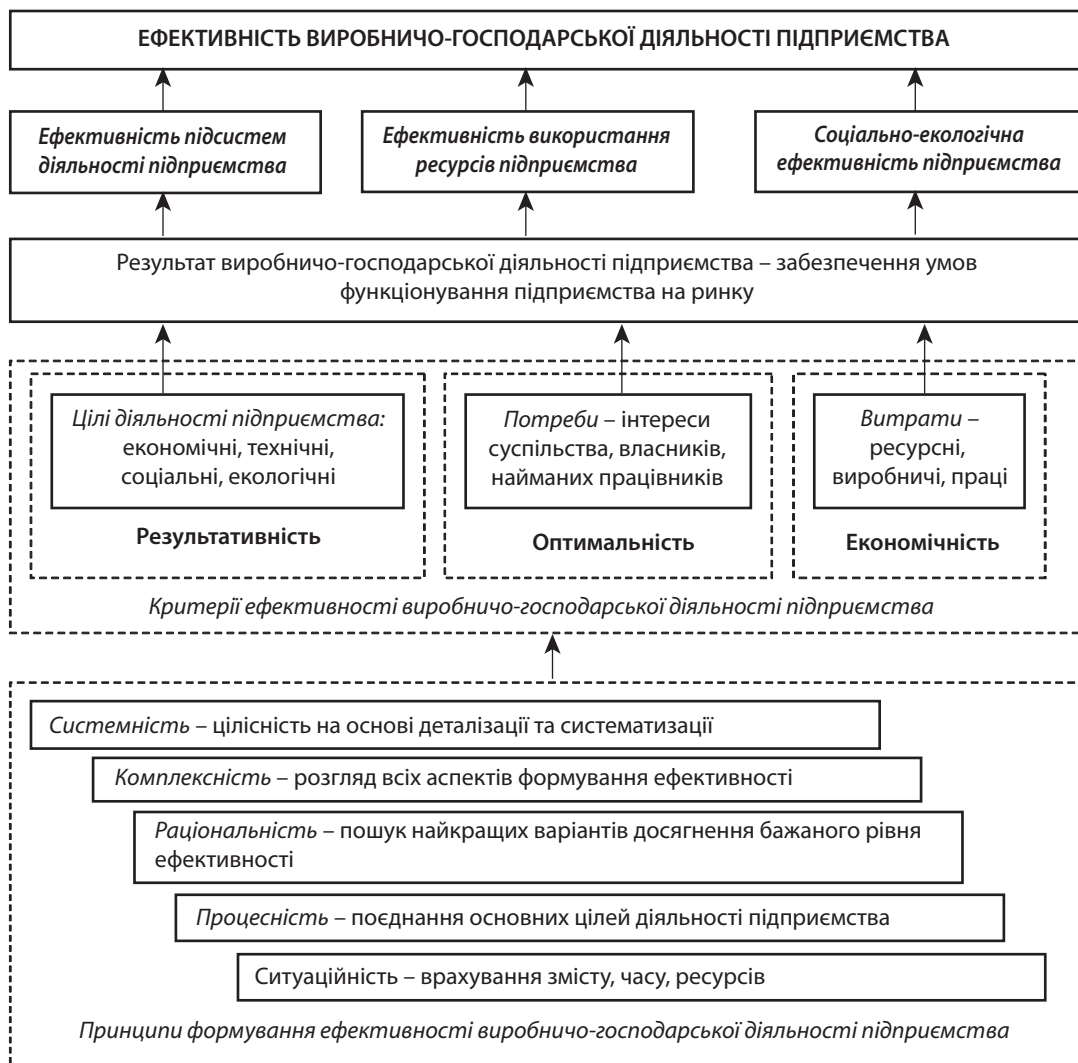 ЕФЕКТИВНІСТЬ ВИРОБНИЧО-ГОСПОДАРСЬКОЇ ДІЯЛЬНОСТІ ПІДПРИЄМСТВА
Ефективність підсистем
діяльності підприємства
Ефективність використання
ресурсів підприємства
Соціально-екологічна
ефективність підприємства
Результат виробничо-господарської діяльності підприємства – забезпечення умов
функціонування підприємства на ринку
Цілі діяльності підприємства:
економічні, технічні,
соціальні, екологічні
Результативність
Потреби – інтереси
суспільства, власників,
найманих працівників
Оптимальність
Витрати –
ресурсні,
виробничі, праці
Економічність
Критерії ефективності виробничо-господарської діяльності підприємства
Системність – цілісність на основі деталізації та систематизації
Комплексність – розгляд всіх аспектів формування ефективності
Раціональність – пошук найкращих варіантів досягнення бажаного рівня
ефективності
Процесність – поєднання основних цілей діяльності підприємства
Ситуаційність – врахування змісту, часу, ресурсів
Принципи формування ефективності виробничо-господарської діяльності підприємства